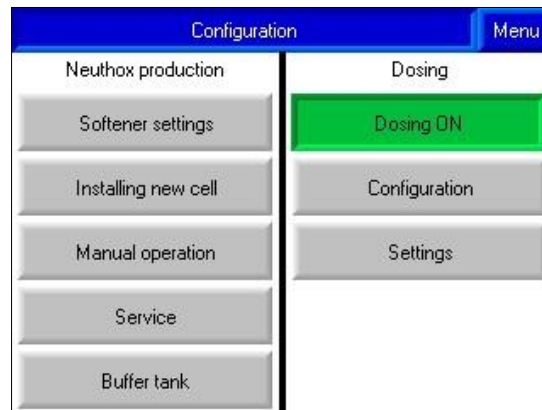 Configuration
Menu
Neuthox production
Dosing
Softener settings
Dosing ON
Installing new cell
Configuration
Manual operation
Settings
Service
Buffer tank